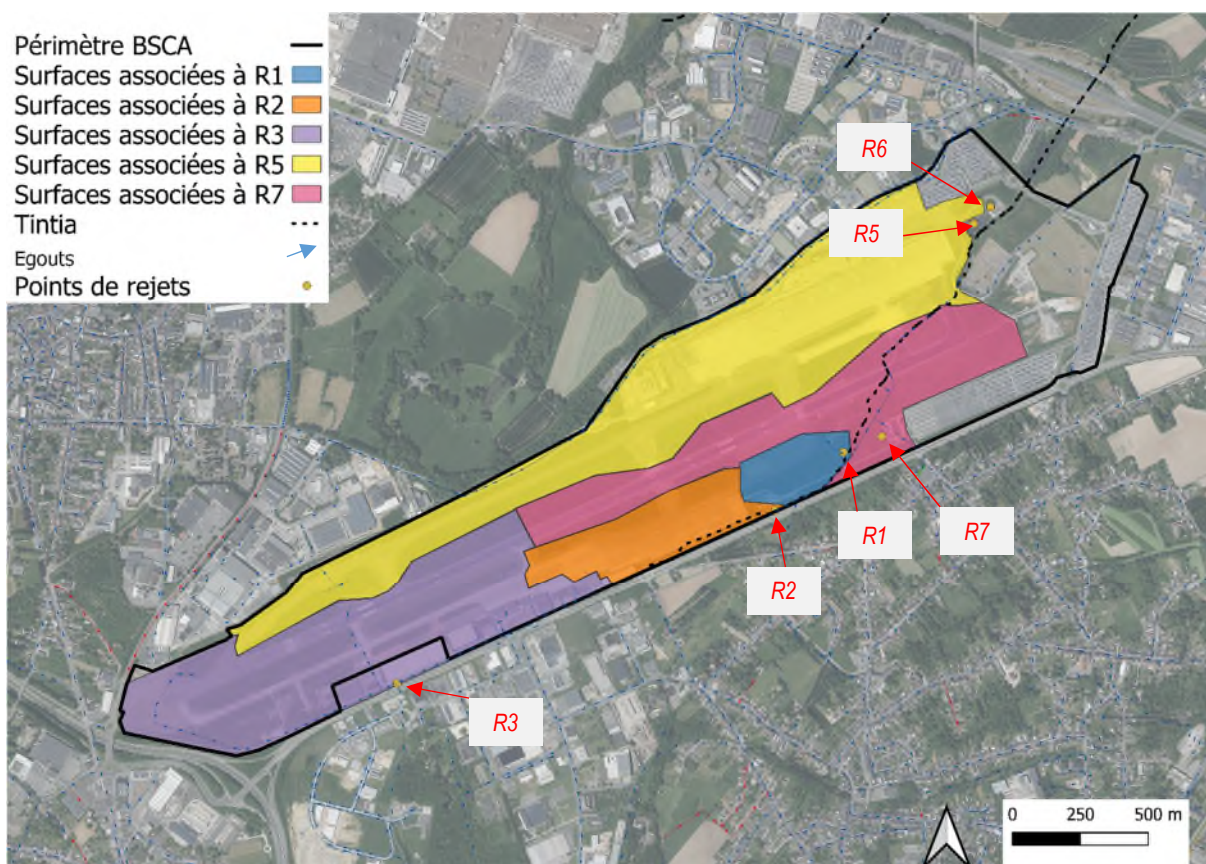 Périmètre BSCA
Surfaces associées à R1
Surfaces associées à R2
Surfaces associées à R3
Surfaces associées à R5
Surfaces associées à R7
Tintia
Egouts
Points de rejets
R6
R5
R1
R7
R2
R3
0 250 500 m